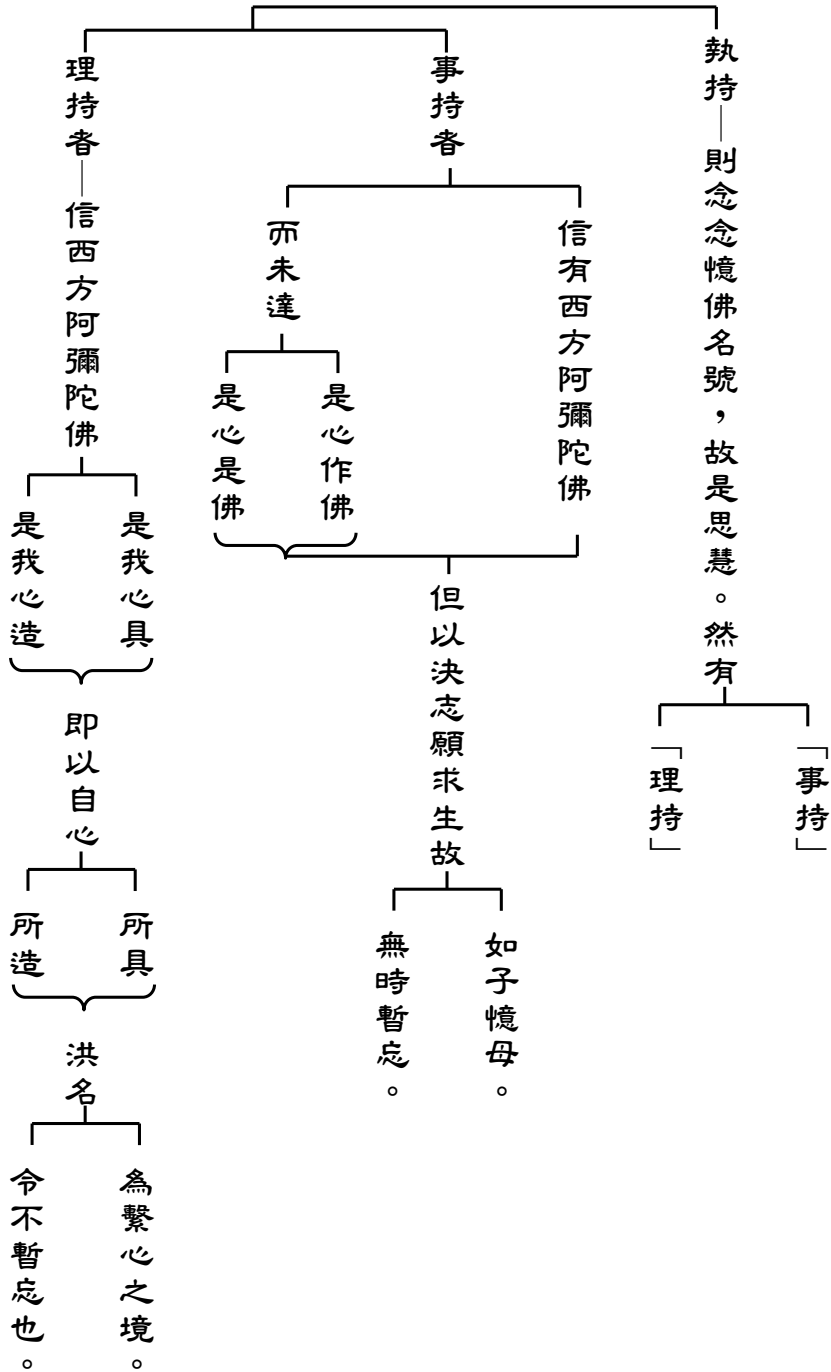 執持—則念念憶佛名號，故是思慧。然有
「事持」
「理持」
事持者
信有西方阿彌陀佛
而未達
是心作佛
是心是佛
但以決志願求生故
如子憶母。
無時暫忘。
理持者—信西方阿彌陀佛
是我心具
是我心造
即以自心
所具
所造
洪名
為繫心之境。
令不暫忘也。